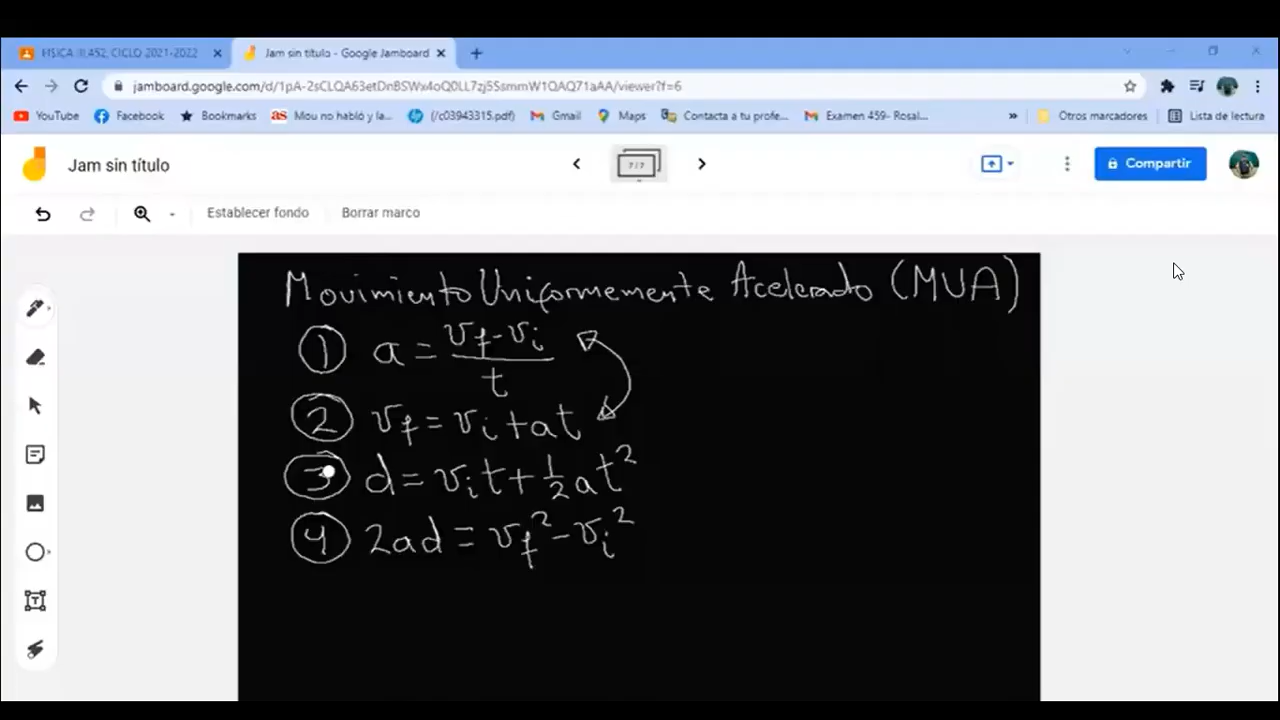 FISICA III,452, CICLO 2021-2022
Jam sin título - Google Jamboard
jamboard.google.com/d/1pA-2sCLQA63etDnBSWx4oQ0LL7zj5SsmmW1QAQ71aAA/viewer?f=6
YouTube Facebook Bookmarks Mou no habló y la... (/c03943315.pdf) Gmail Maps Contacta a tu profe... Examen 459- Rosal... » Otros marcadores Lista de lectura
Jam sin título
7/7
Compartir
Establecer fondo Borrar marco
Movimiento Uniformemente Acelerado (MUA)
1 a = vf - vi / t
2 vf = vi + at
3 d = vit + 1/2 at²
4 2ad = vf² - vi²